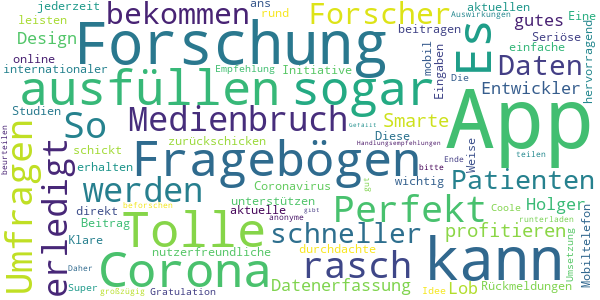 jederzeit
ans
aktuellen
Auswirkungen
leisten
bekommen
rund
Forscher
gutes
Eine
Design
Forschung
beitragen
Es
Seriöse
hervorragend
online
mobil
Eingaben
Daten
einfache
internationaler
Empfehlung
Initiative
Die
Entwickler
ausfüllen
sogar
App
Studien
So
Medienbruch
Gefällt
Smarte
Handlungsempfehlungen
beurteilen
Umfragen
erledigt
zurückschicken
Diese
Weise
Ende
teilen
schickt
erhalten
Fragebögen
bitte
Patienten
werden
Coronavirus
gut
wichtig
Geforschen
unterstützen
Perfekt
Holger
direkt
aktuelle
anonyme
gibt
Coole
runterladen
Beitrag
Tolle
schneller
profitieren
Umsetzung
Mobiltelefon
Klare
nutzerfreundliche
durchdachte
kann
Daher
Corona
rasch
Super
Datenerfassung
Lob
Rückmeldungen
großzügig
Gratulation
Idee